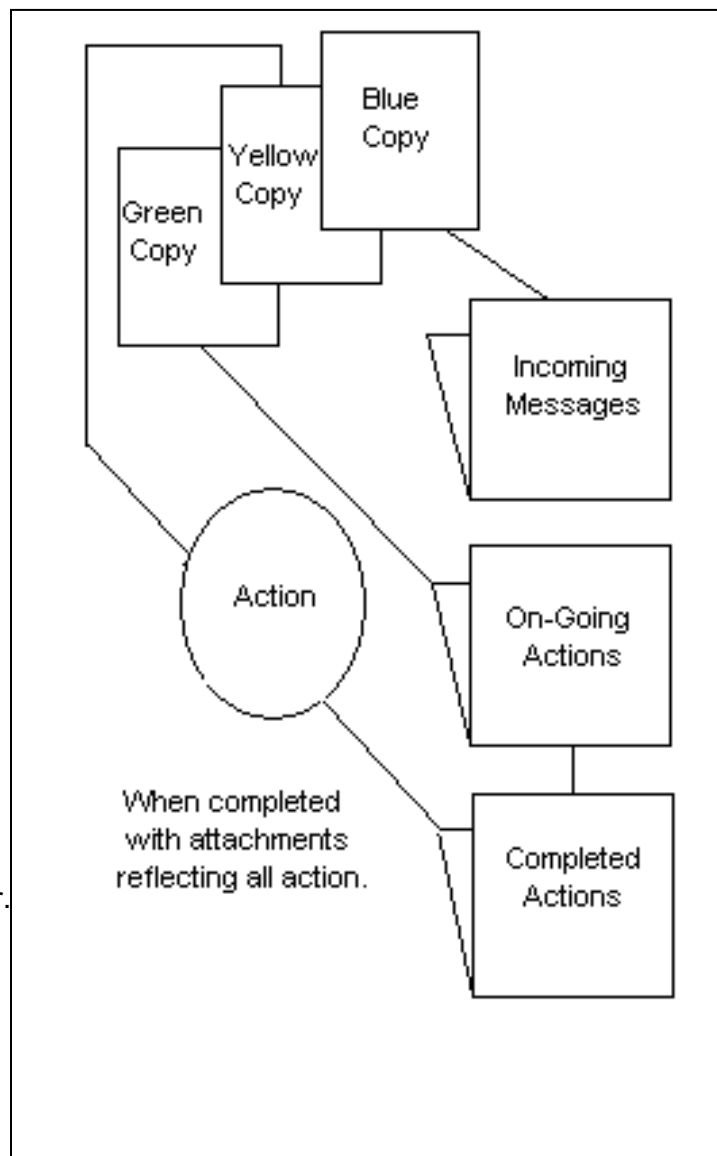 Blue
Copy
Yellow
Copy
Green
Copy
Incoming
Messages
Action
On-Going
Actions
When completed
with attachments
reflecting all action.
Completed
Actions